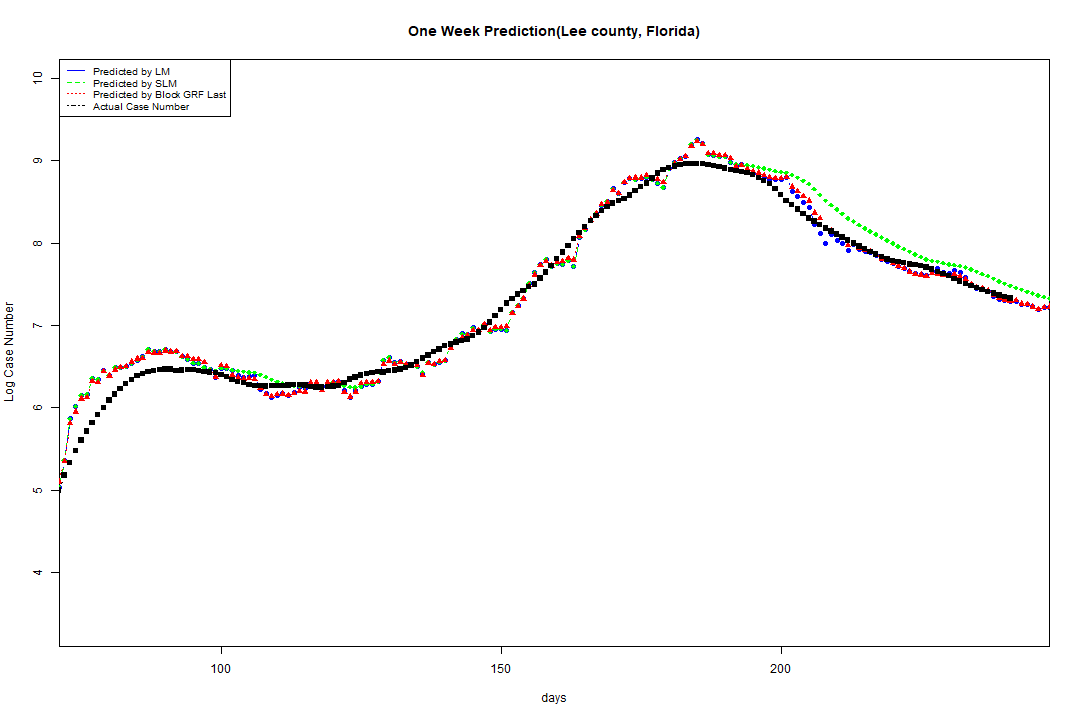 One Week Prediction(Lee county, Florida)
Predicted by LM
Predicted by SLM
Predicted by Block GRF Last
Actual Case Number
10
9
8
7
6
5
4
Log Case Number
100
150
200
days